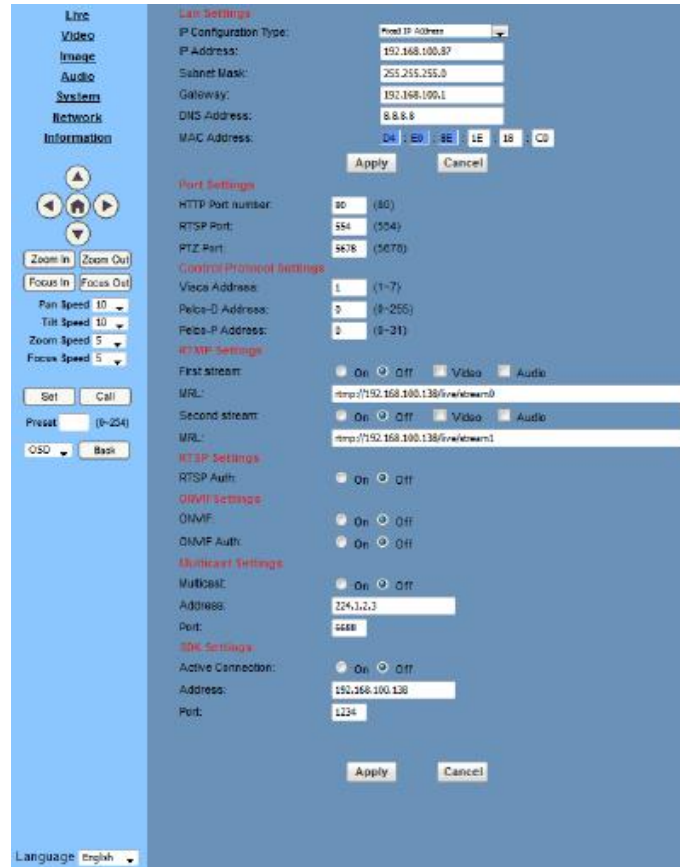 Live
Video
Image
Audio
System
Network
Information
Zoom In Zoom Out
Focus In Focus Out
Pan Speed 10
Tilt Speed 10
Zoom Speed 5
Focus Speed 5
Set Call
Preset (0~254)
OSD Back
Language English
Lan Settings
IP Configuration Type: Fixed IP Address
IP Address: 192.168.100.87
Subnet Mask: 255.255.255.0
Gateway: 192.168.100.1
DNS Address: 8.8.8.8
MAC Address: D4 : E0 : 8E : 1E : 18 : C0
Apply Cancel
Port Settings
HTTP Port number: 80 (80)
RTSP Port: 554 (554)
PTZ Port: 5678 (5678)
Control Protocol Settings
Visca Address: 1 (1~7)
Pelco-D Address: 0 (0~255)
Pelco-P Address: 0 (0~31)
RTMP Settings
First stream: On Off Video Audio
MRL: rtmp://192.168.100.138/live/stream0
Second stream: On Off Video Audio
MRL: rtmp://192.168.100.138/live/stream1
RTSP Settings
RTSP Auth: On Off
ONVIF Settings
ONVIF: On Off
ONVIF Auth: On Off
Multicast Settings
Multicast: On Off
Address: 224.1.2.3
Port: 6688
SDK Settings
Active Connection: On Off
Address: 192.168.100.138
Port: 1234
Apply Cancel